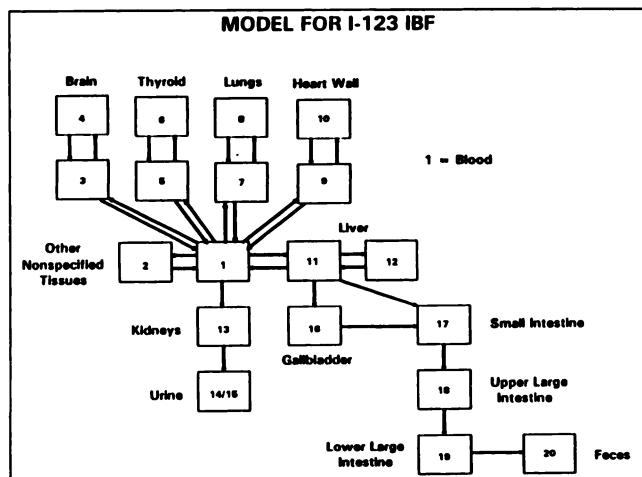 MODEL FOR I-123 IBF
Brain Thyroid Lungs Heart Wall
4 6 8 10
1 = Blood
3 5 7 9
Liver
Other
Nonspecified
Tissues
2 1 11 12
Kidneys 13 16 17 Small Intestine
Gallbladder
Urine 14/15 18 Upper Large
Intestine
Lower Large
Intestine
19 20 Feces